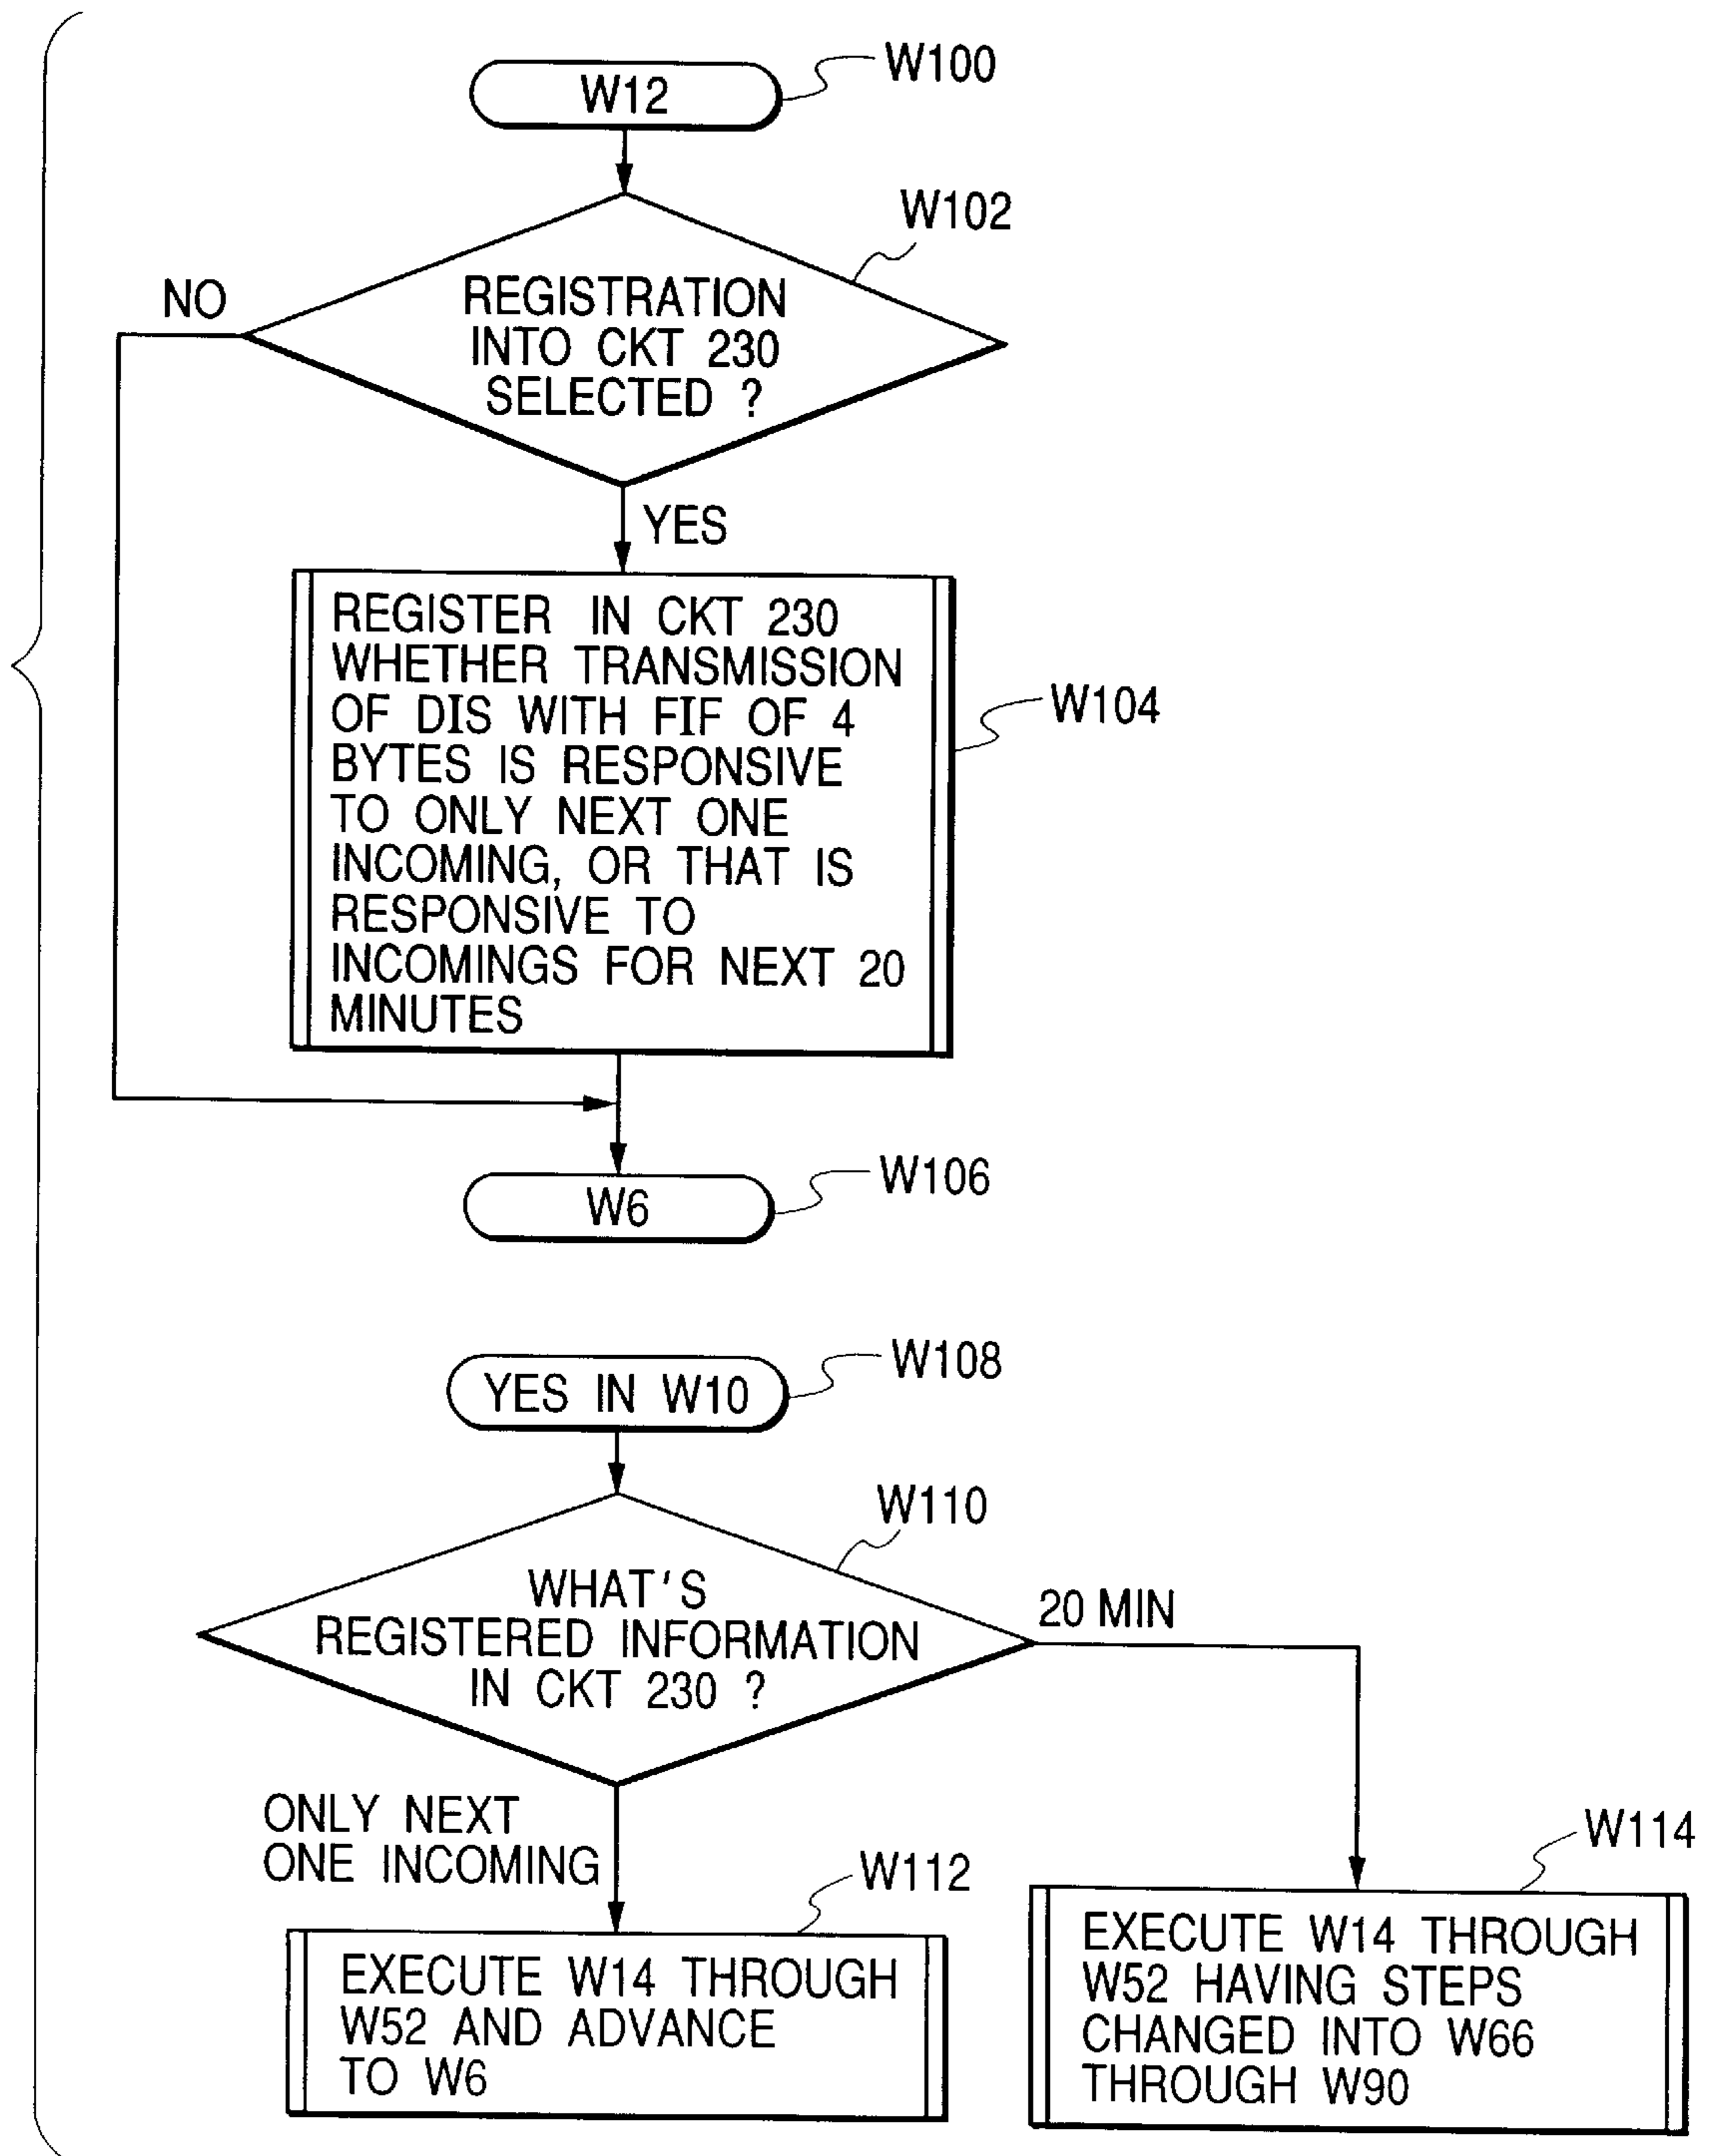 W100
W12
W102
NO
REGISTRATION
INTO CKT 230
SELECTED ?
YES
REGISTER IN CKT 230
WHETHER TRANSMISSION
OF DIS WITH FIF OF 4
BYTES IS RESPONSIVE
TO ONLY NEXT ONE
INCOMING, OR THAT IS
RESPONSIVE TO
INCOMINGS FOR NEXT 20
MINUTES
W104
W106
W6
W108
YES IN W10
W110
WHAT'S
REGISTERED INFORMATION
IN CKT 230 ?
20 MIN
ONLY NEXT
ONE INCOMING
W112
EXECUTE W14 THROUGH
W52 AND ADVANCE
TO W6
W114
EXECUTE W14 THROUGH
W52 HAVING STEPS
CHANGED INTO W66
THROUGH W90